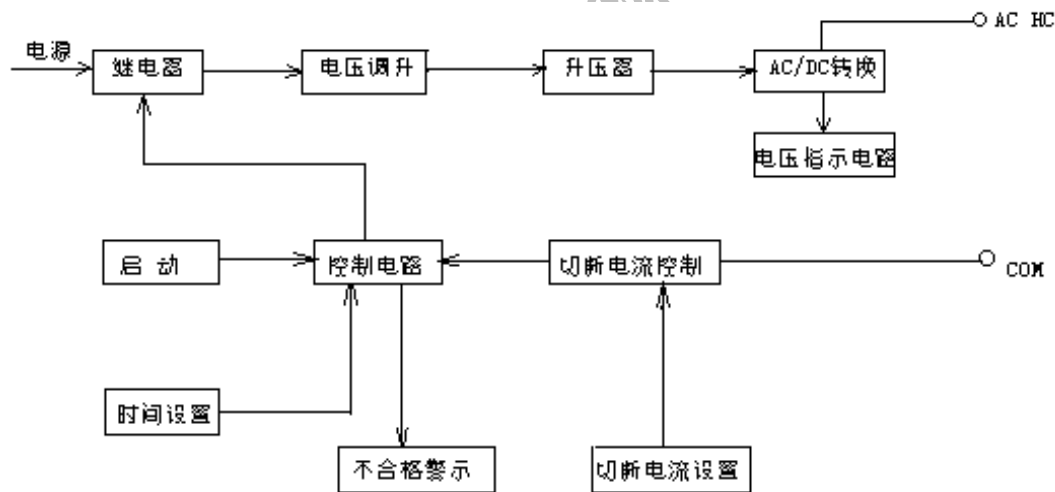 AC HC
电源
继电器
电压调升
升压器
AC/DC转换
电压指示电路
启 动
控制电路
切断电流控制
COM
时间设置
不合格警示
切断电流设置